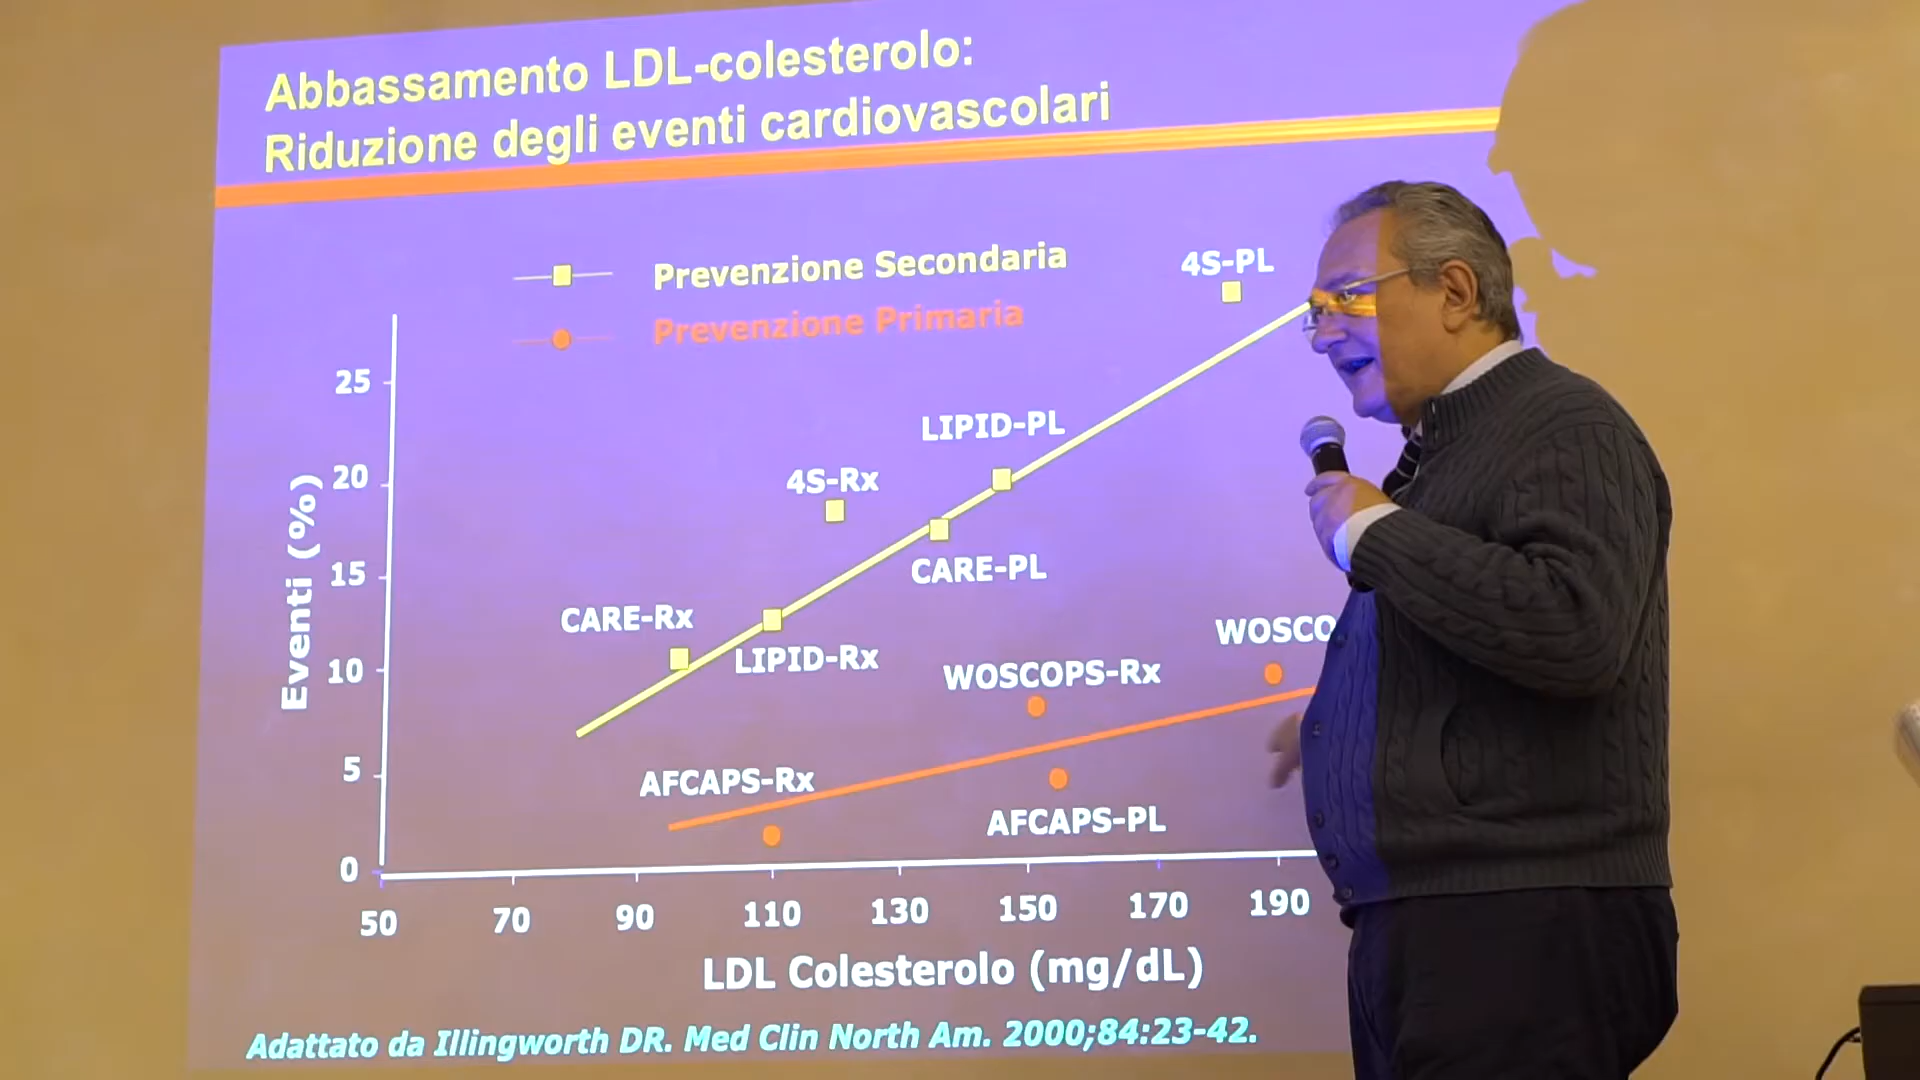 Abbassamento LDL-colesterolo:
Riduzione degli eventi cardiovascolari
Prevenzione Secondaria
Prevenzione Primaria
4S-PL
LIPID-PL
4S-Rx
CARE-PL
CARE-Rx
LIPID-Rx
WOSCO
WOSCOPS-Rx
AFCAPS-Rx
AFCAPS-PL
Eventi (%)
25
20
15
10
5
0
50 70 90 110 130 150 170 190
LDL Colesterolo (mg/dL)
Adattato da Illingworth DR. Med Clin North Am. 2000;84:23-42.